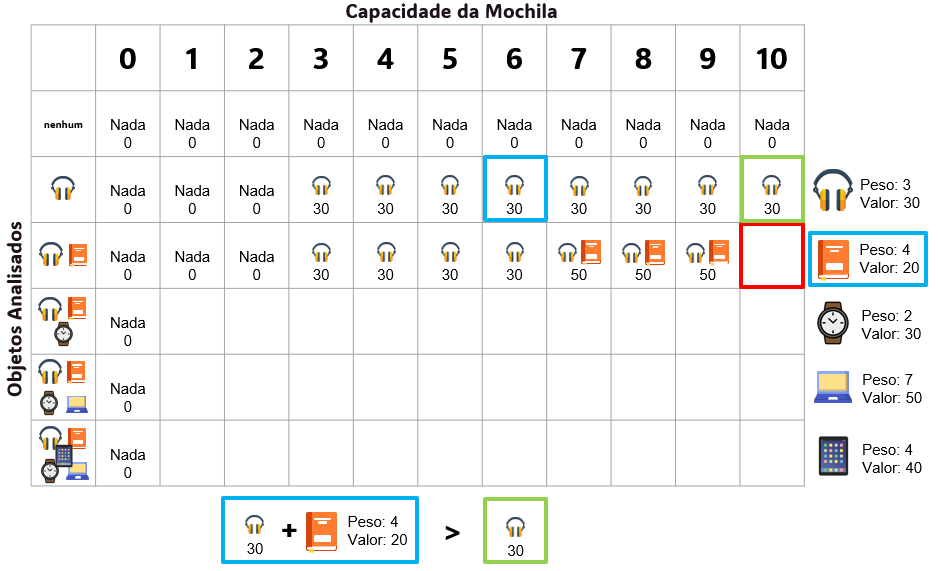 Capacidade da Mochila
0 1 2 3 4 5 6 7 8 9 10
nenhum Nada Nada Nada Nada Nada Nada Nada Nada Nada Nada Nada
0 0 0 0 0 0 0 0 0 0 0
Nada Nada Nada
0 0 0 30 30 30 30 30 30 30 30
Peso: 3
Valor: 30
Objetos Analisados
Nada Nada Nada
0 0 0 30 30 30 30 50 50 50
Peso: 4
Valor: 20
Nada
0
Peso: 2
Valor: 30
Nada
0
Peso: 7
Valor: 50
Nada
0
Peso: 4
Valor: 40
30 + Peso: 4
Valor: 20
>
30